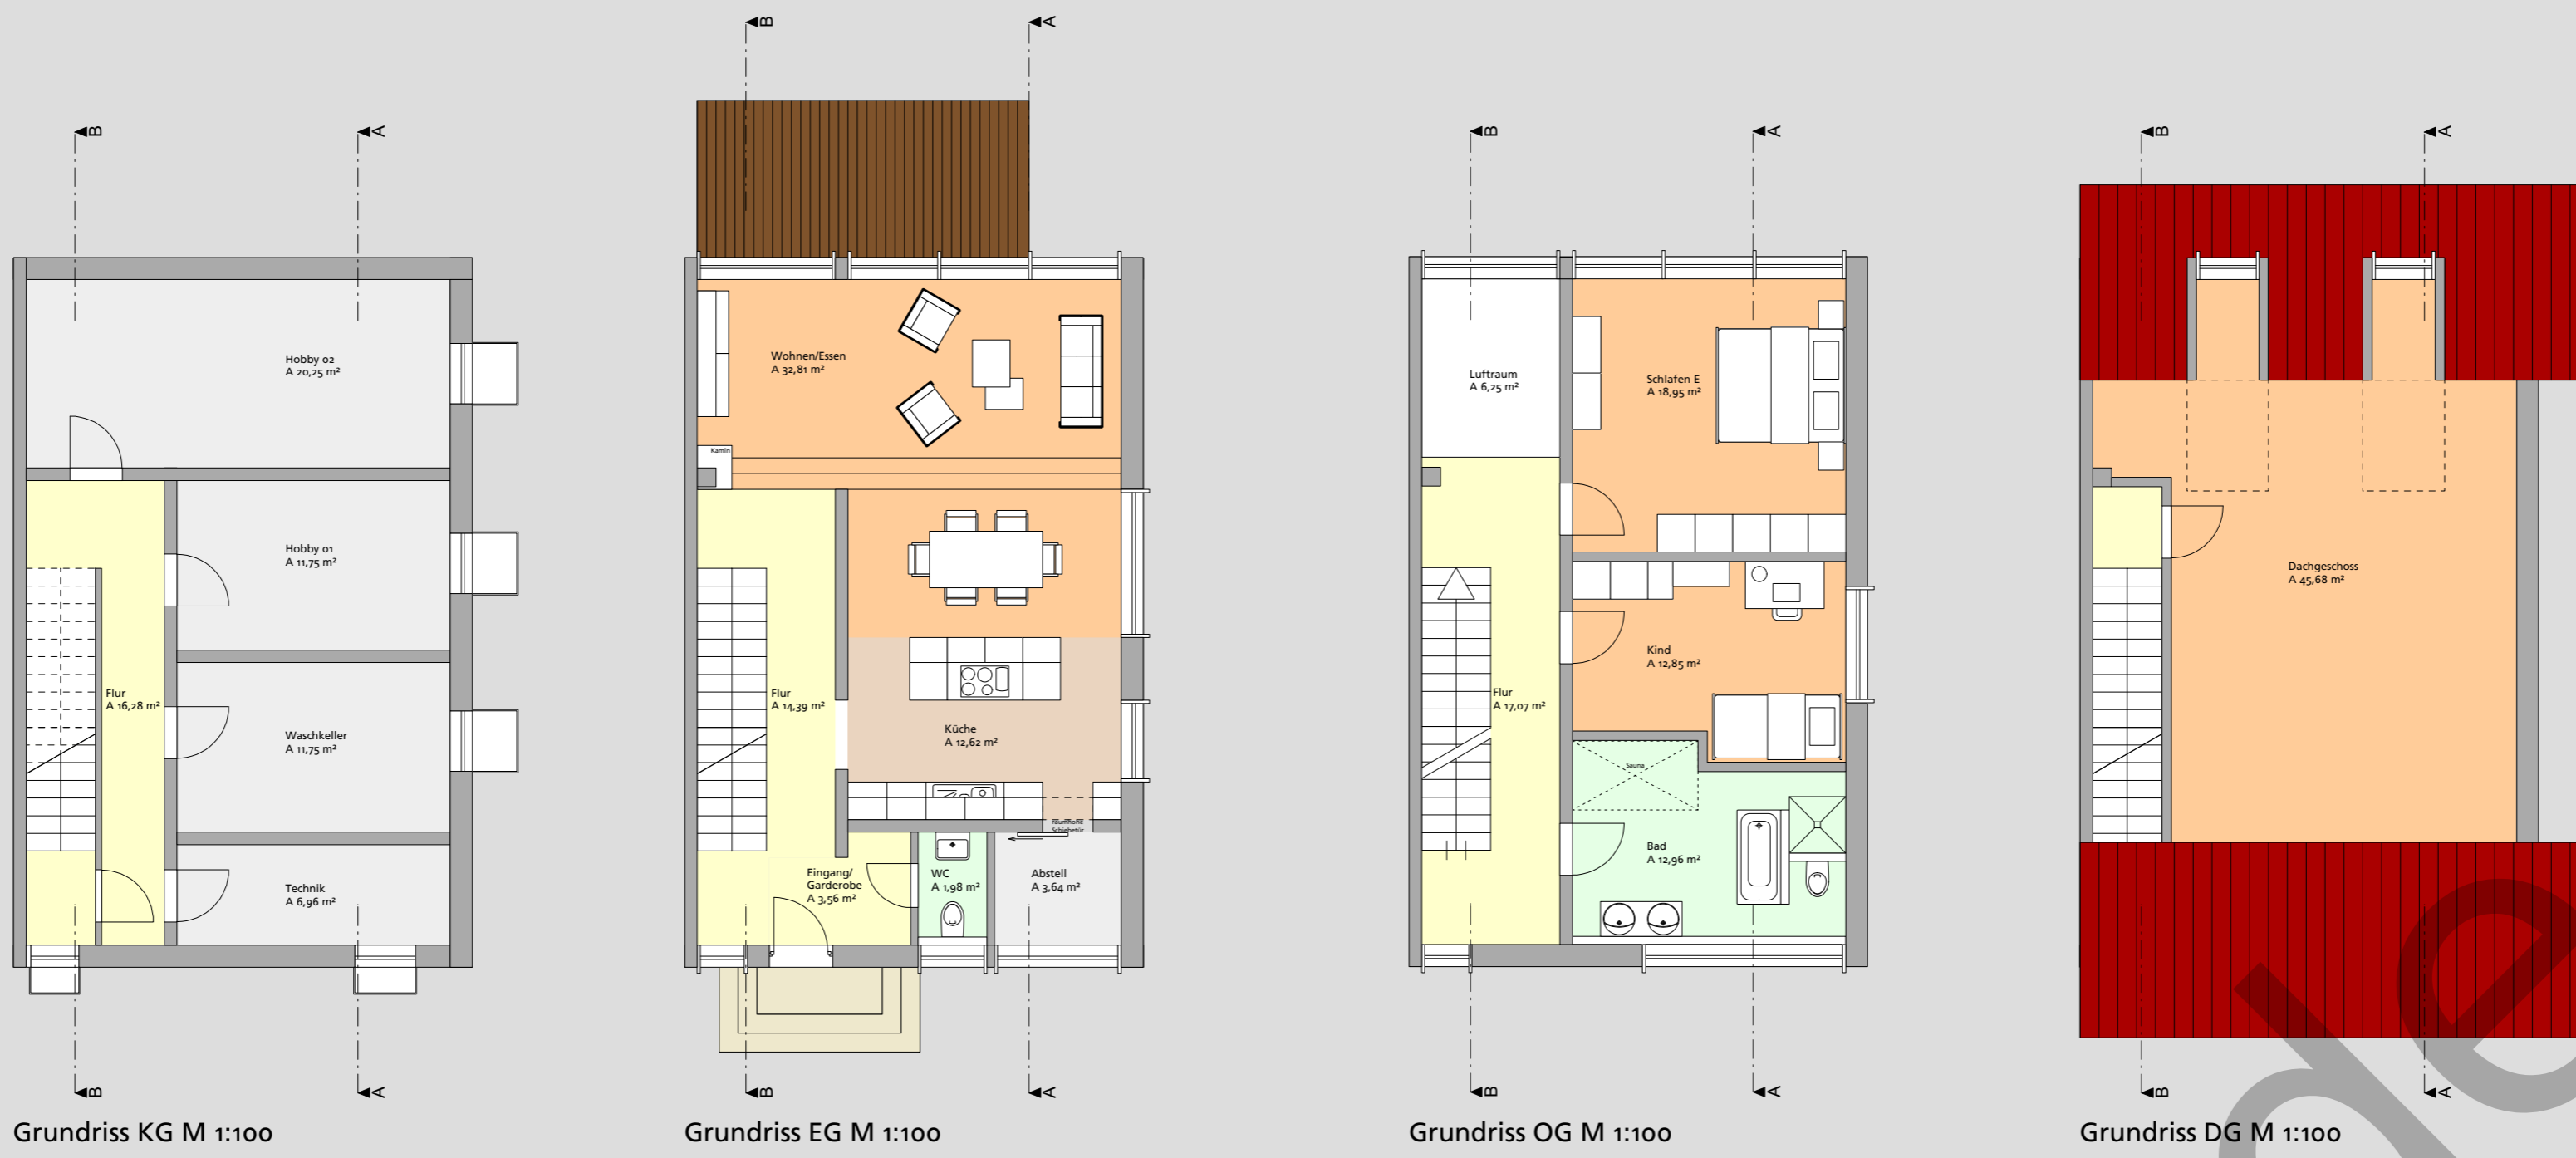 B
A
B
A
Hobby 02
A 20,25 m²
Hobby 01
A 11,75 m²
Flur
A 16,28 m²
Waschkeller
A 11,75 m²
Technik
A 6,96 m²
B
A
Grundriss KG M 1:100
B
A
Wohnen/Essen
A 32,81 m²
Kamin
Flur
A 14,39 m²
Küche
A 12,62 m²
raumhohe
Schiebetür
Eingang/
Garderobe
A 3,56 m²
WC
A 1,98 m²
Abstell
A 3,64 m²
B
A
Grundriss EG M 1:100
B
A
Luftraum
A 6,25 m²
Schlafen E
A 18,95 m²
Kind
A 12,85 m²
Flur
A 17,07 m²
Sauna
Bad
A 12,96 m²
B
A
Grundriss OG M 1:100
Dachgeschoss
A 45,68 m²
B
A
Grundriss DG M 1:100
de